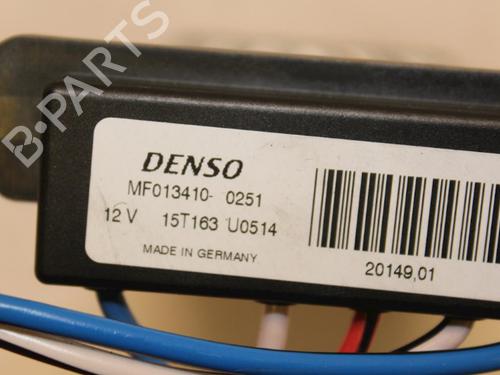 B-PARTS
DENSO
MF013410- 0251
12 V 15T163 U0514
MADE IN GERMANY
20149,01